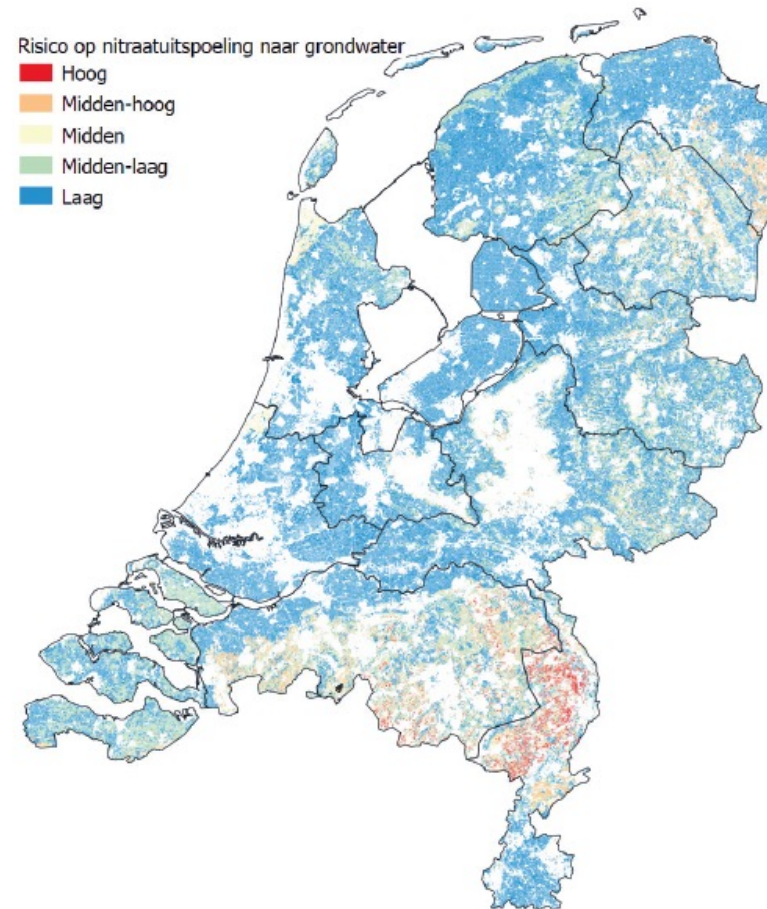 Risico op nitraatuitspoeling naar grondwater
Hoog
Midden-hoog
Midden
Midden-laag
Laag